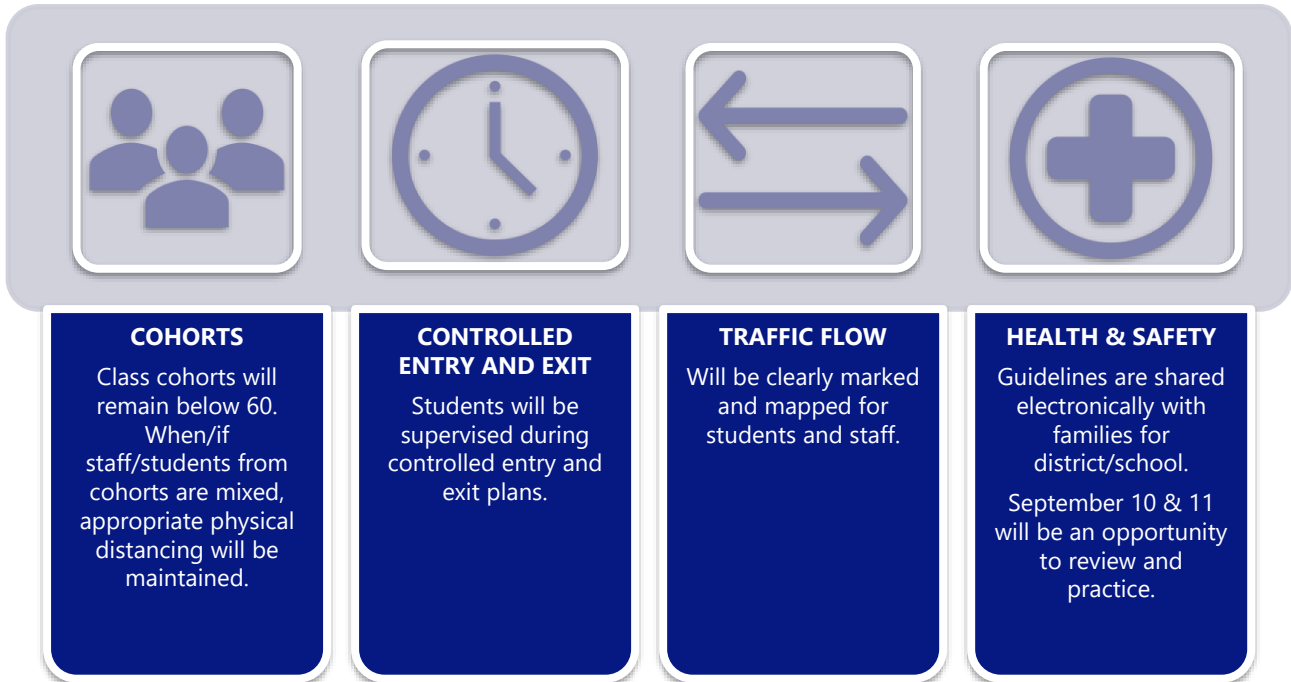 COHORTS
Class cohorts will
remain below 60.
When/if
staff/students from
cohorts are mixed,
appropriate physical
distancing will be
maintained.
CONTROLLED
ENTRY AND EXIT
Students will be
supervised during
controlled entry and
exit plans.
TRAFFIC FLOW
Will be clearly marked
and mapped for
students and staff.
HEALTH & SAFETY
Guidelines are shared
electronically with
families for
district/school.
September 10 & 11
will be an opportunity
to review and
practice.